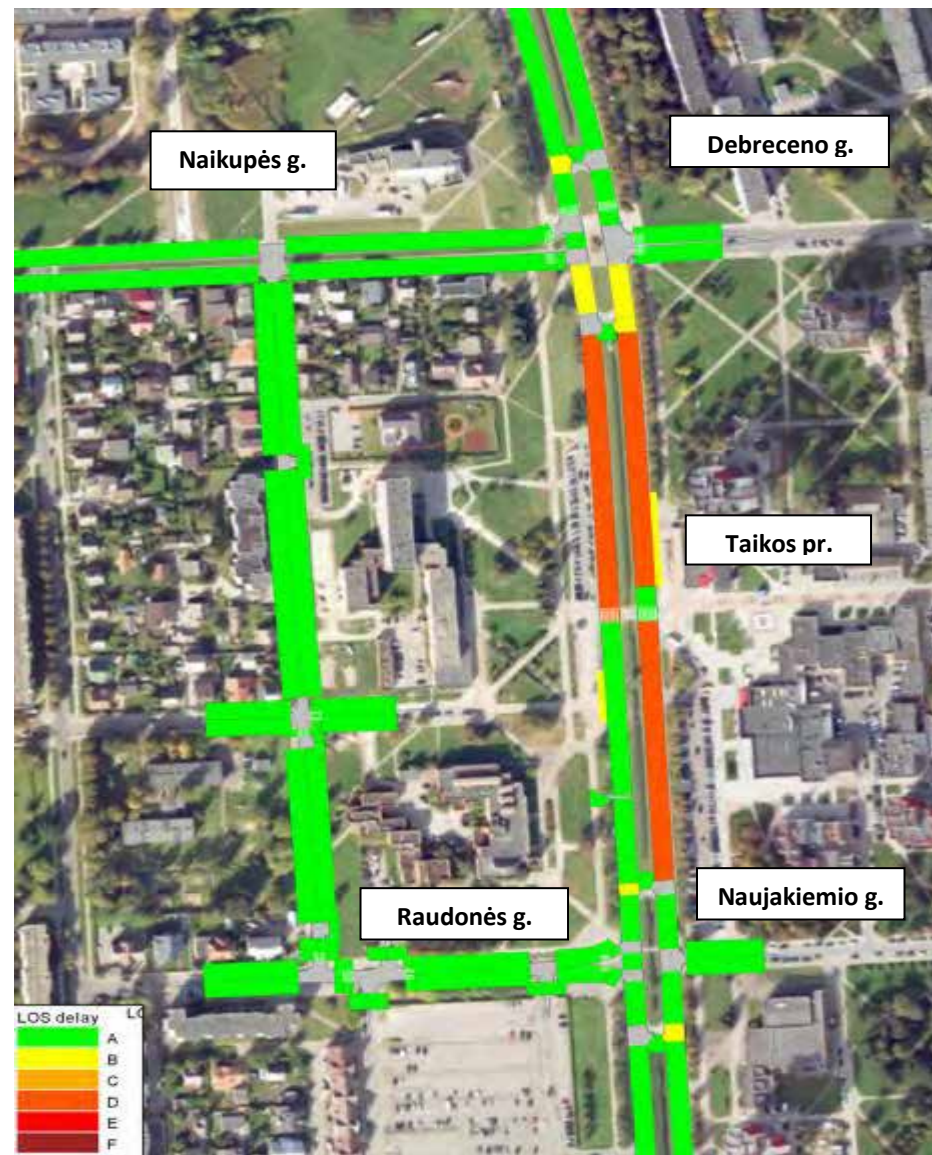 Debreceno g.
Naikupės g.
Taikos pr.
Naujakiemio g.
Raudonės g.
LOS delay
A
B
C
D
E
F